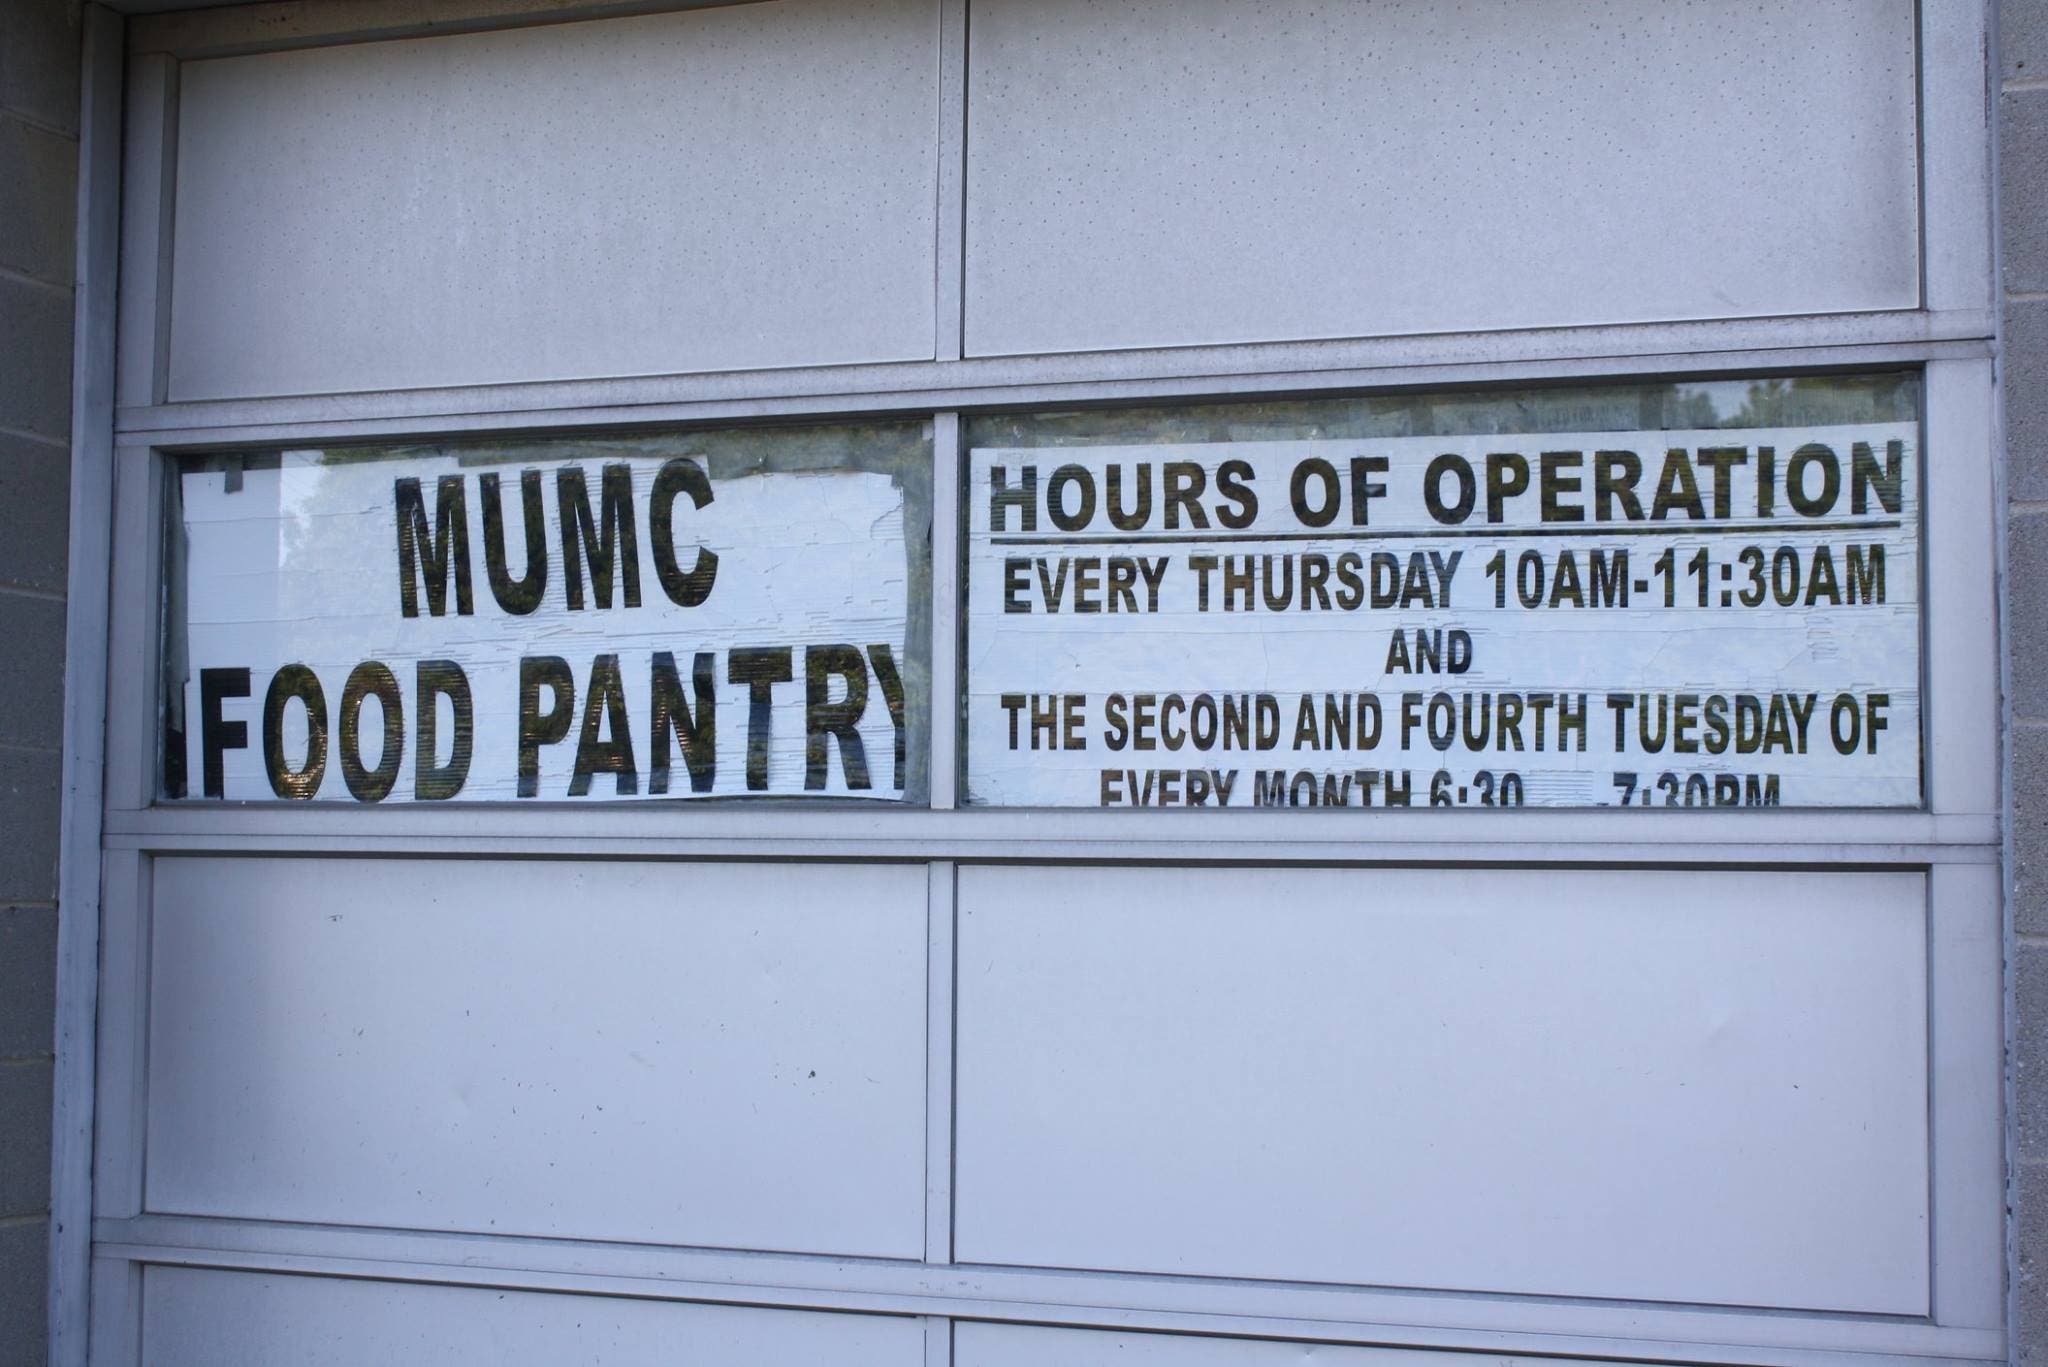 MUMC
FOOD PANTRY
HOURS OF OPERATION
EVERY THURSDAY 10AM-11:30AM
AND
THE SECOND AND FOURTH TUESDAY OF
EVERY MONTH 6:30 -7:30PM